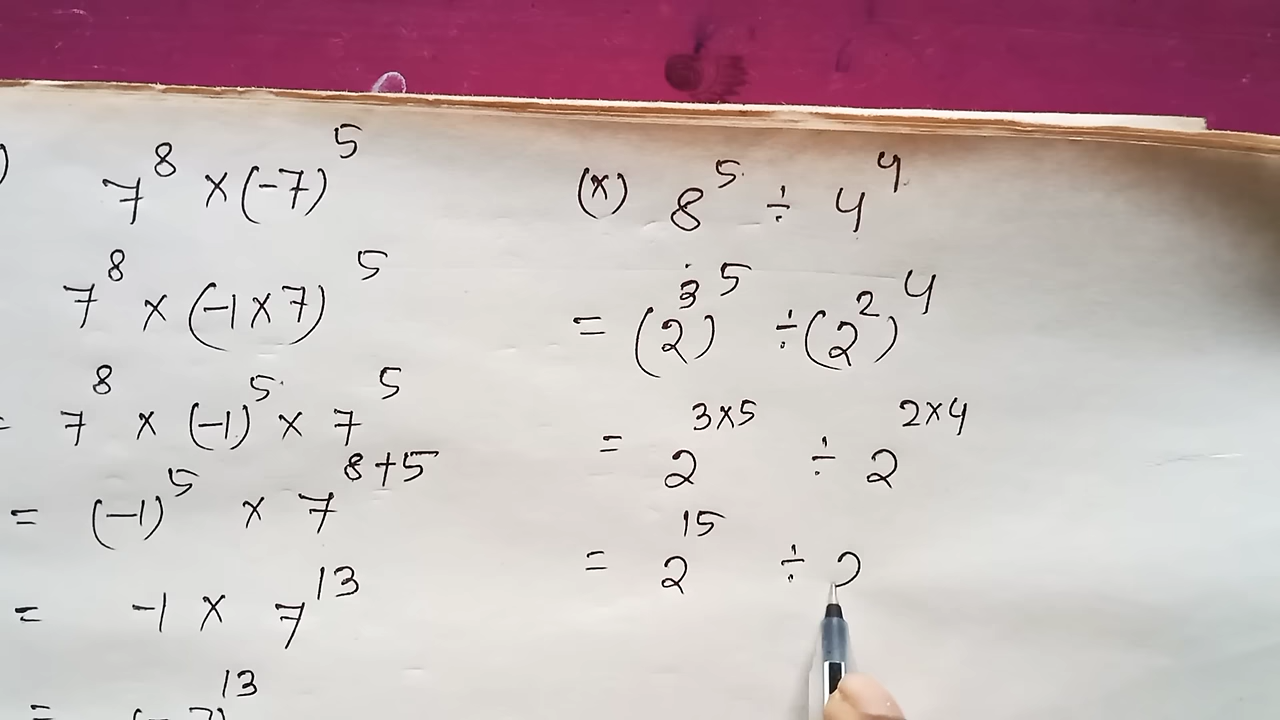 ) 7^8 × (-7)^5
7^8 × (-1 × 7)^5
= 7^8 × (-1)^5 × 7^5
= (-1)^5 × 7^{8+5}
= -1 × 7^{13}
= (-7)^{13}
(x) 8^5 ÷ 4^4
= (2^3)^5 ÷ (2^2)^4
= 2^{3×5} ÷ 2^{2×4}
= 2^{15} ÷ 2